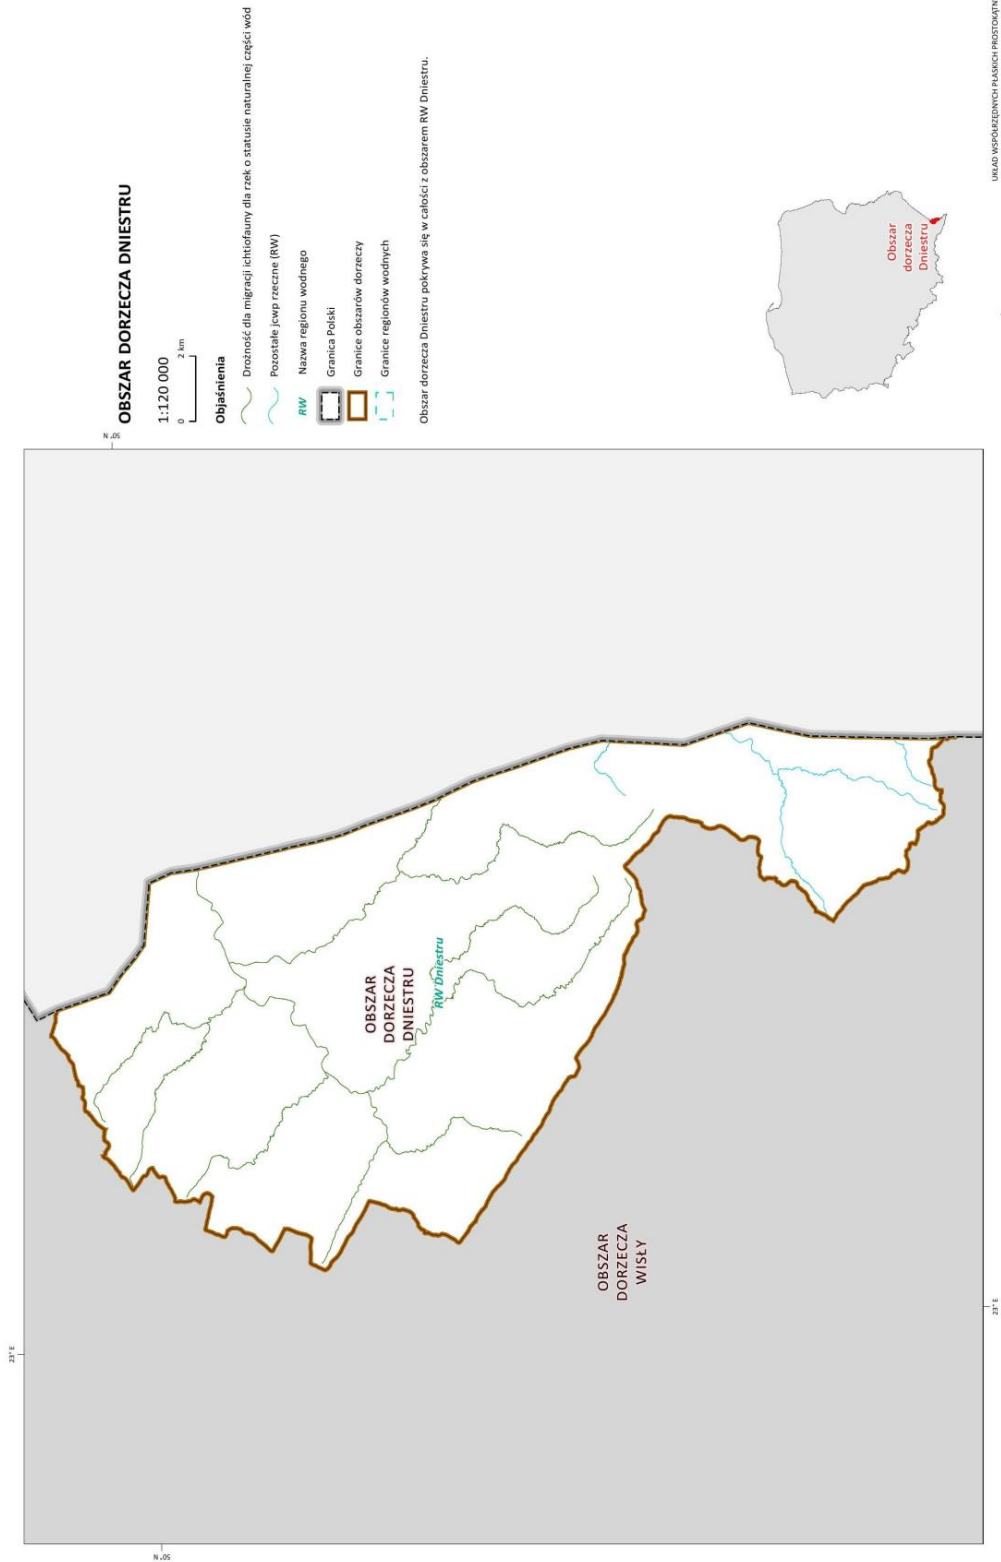 OBSZAR DORZECZA DNIESTRU
1:120 000
0
2 km
Objaśnienia
Drożność dla migracji ichtiofauny dla rzek o statusie naturalnej części wód
Pozostałe jcwp rzeczne (RW)
RW
Nazwa regionu wodnego
Granica Polski
Granice obszarów dorzeczy
Granice regionów wodnych
Obszar dorzecza Dniestru pokrywa się w całości z obszarem RW Dniestru.
Obszar
dorzecza
Dniestru
UKŁAD WSPÓŁRZĘDNYCH PŁASKICH PROSTOKĄTN
23° E
50° N
50° N
23° E
OBSZAR
DORZECZA
DNIESTRU
RW Dniestru
OBSZAR
DORZECZA
WISŁY